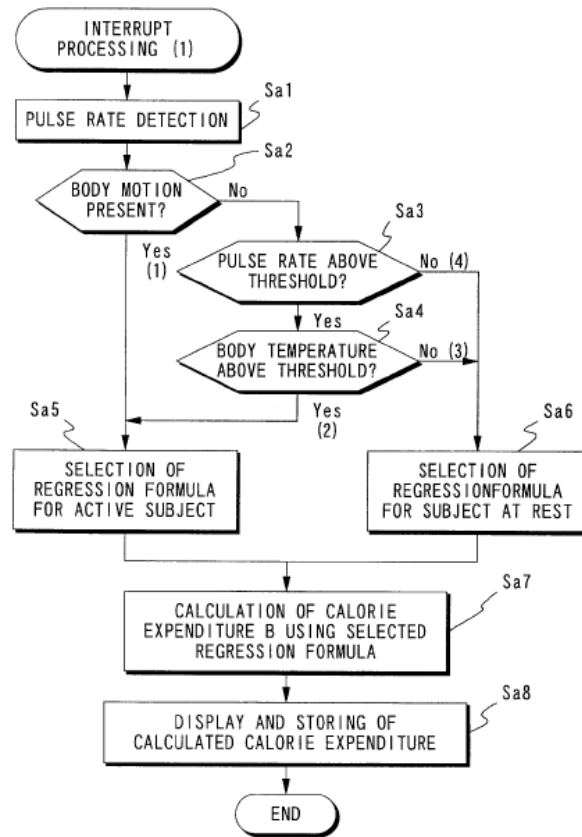 INTERRUPT
PROCESSING (1)
Sa1
PULSE RATE DETECTION
Sa2
BODY MOTION
PRESENT?
No
Sa3
Yes
(1)
PULSE RATE ABOVE
THRESHOLD?
No (4)
Yes
Sa4
BODY TEMPERATURE
ABOVE THRESHOLD?
No (3)
Yes
(2)
Sa5
SELECTION OF
REGRESSION FORMULA
FOR ACTIVE SUBJECT
Sa6
SELECTION OF
REGRESSIONFORMULA
FOR SUBJECT AT REST
Sa7
CALCULATION OF CALORIE
EXPENDITURE B USING SELECTED
REGRESSION FORMULA
Sa8
DISPLAY AND STORING OF
CALCULATED CALORIE EXPENDITURE
END